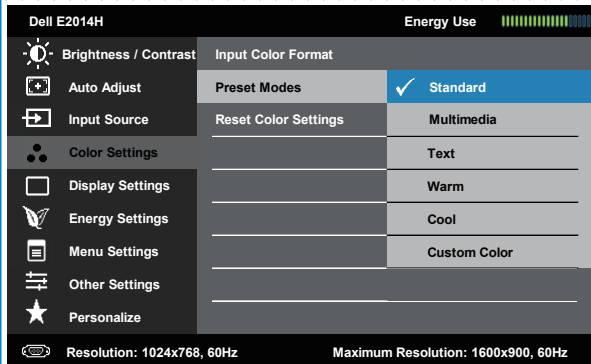 Dell E2014H Energy Use
Brightness / Contrast Input Color Format
Auto Adjust Preset Modes Standard
Input Source Reset Color Settings Multimedia
Color Settings Text
Display Settings Warm
Energy Settings Cool
Menu Settings Custom Color
Other Settings
Personalize
Resolution: 1024x768, 60Hz Maximum Resolution: 1600x900, 60Hz